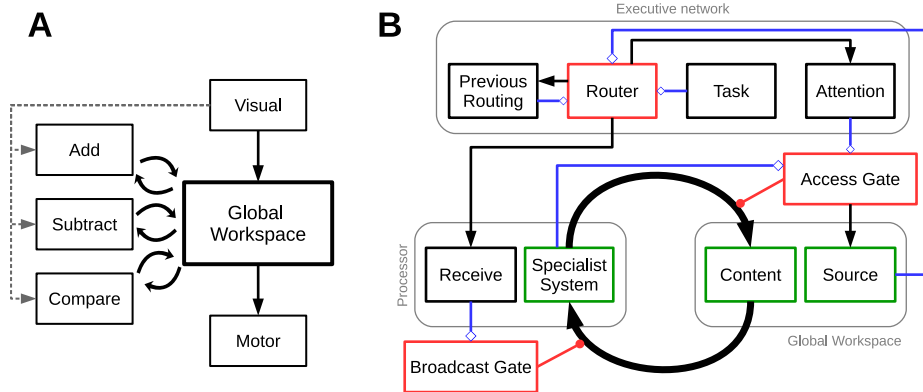 A
Visual
Add
Subtract
Compare
Global
Workspace
Motor
B
Executive network
Previous
Routing
Router
Task
Attention
Access Gate
Processor
Receive
Specialist
System
Content
Source
Broadcast Gate
Global Workspace